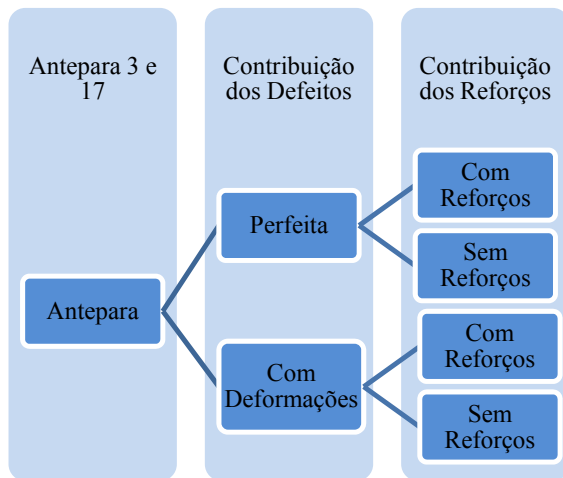 Antepara 3 e
17
Contribuição
dos Defeitos
Contribuição
dos Reforços
Antepara
Perfeita
Com
Deformações
Com
Reforços
Sem
Reforços
Com
Reforços
Sem
Reforços